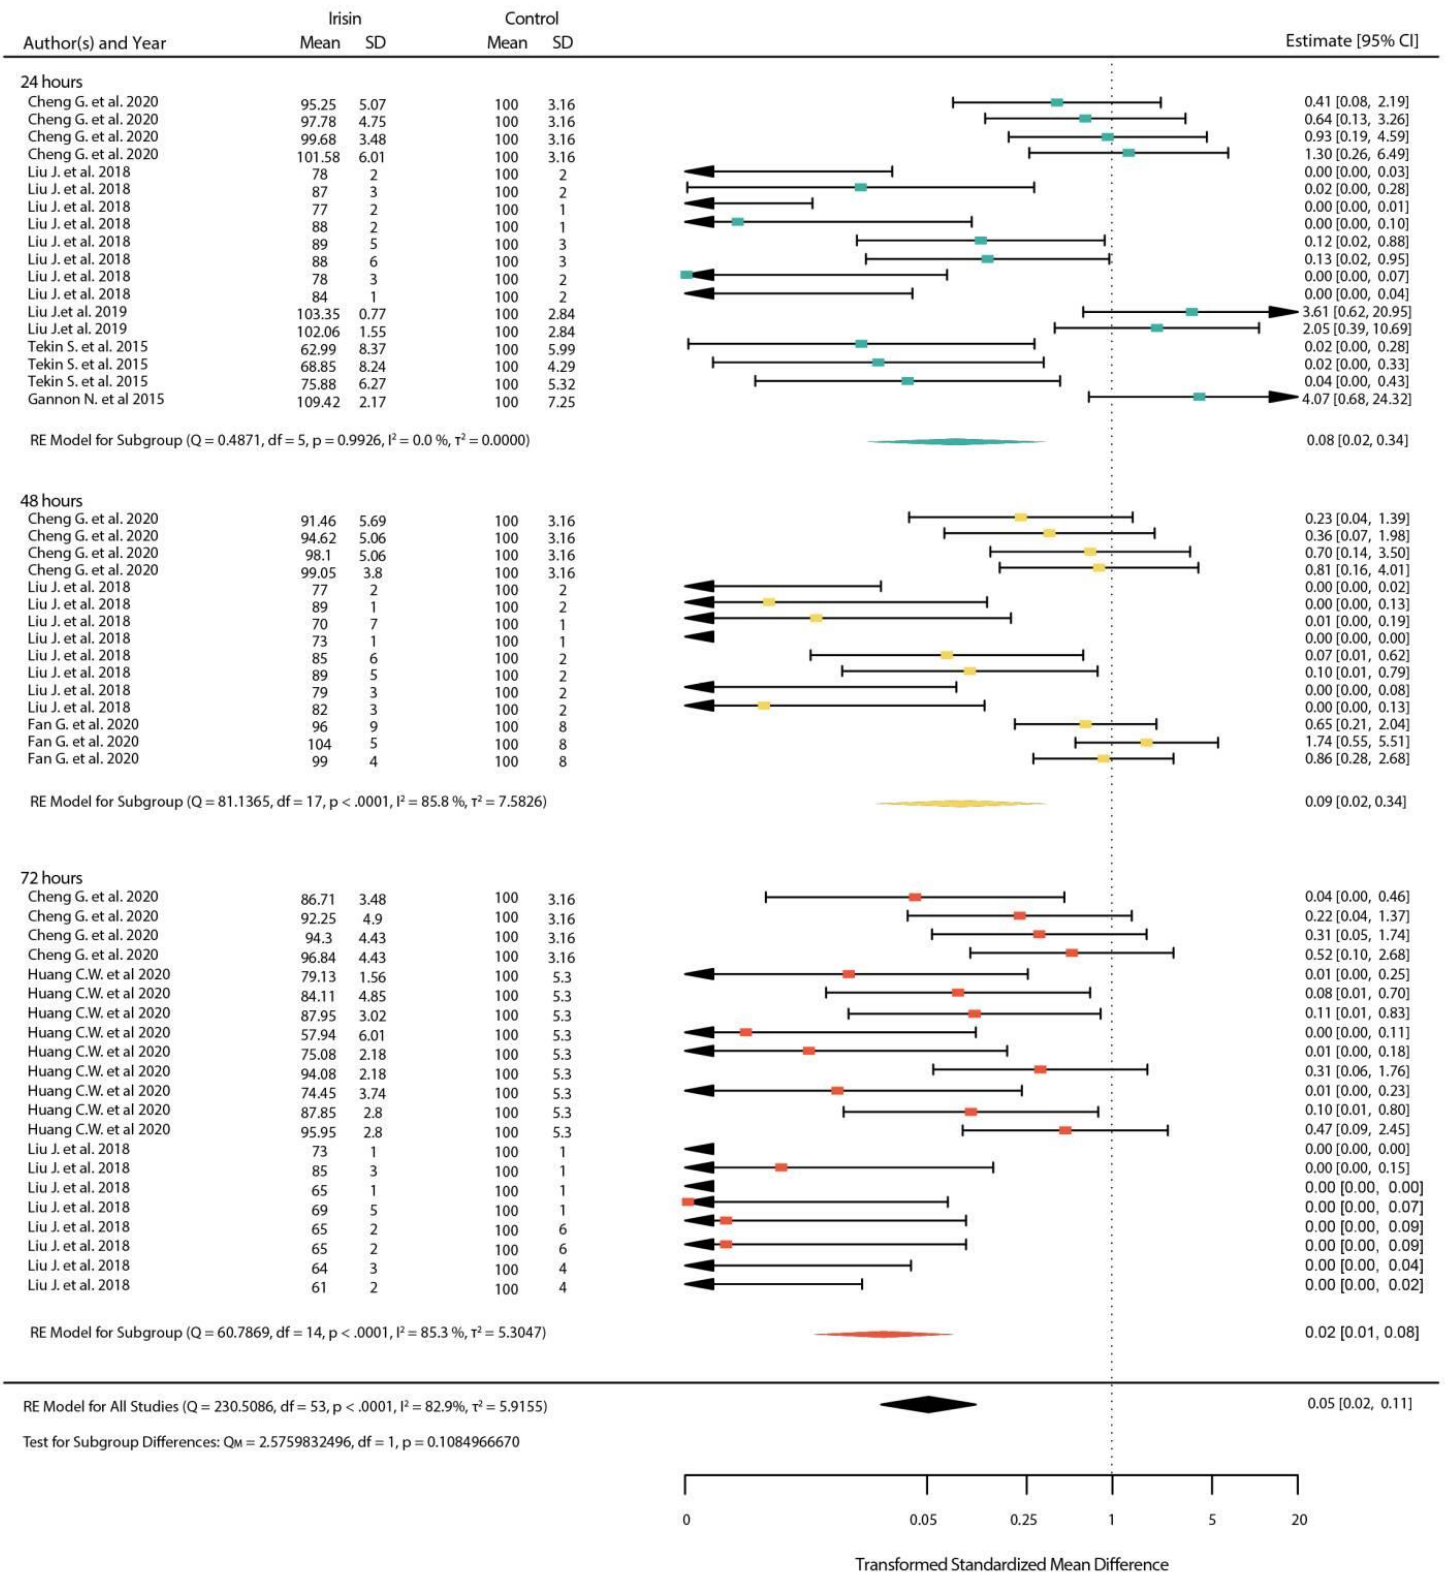 Irisin Control
Author(s) and Year Mean SD Mean SD Estimate [95% CI]
24 hours
Cheng G. et al. 2020 95.25 5.07 100 3.16 0.41 [0.08, 2.19]
Cheng G. et al. 2020 97.78 4.75 100 3.16 0.64 [0.13, 3.26]
Cheng G. et al. 2020 99.68 3.48 100 3.16 0.93 [0.19, 4.59]
Cheng G. et al. 2020 101.58 6.01 100 3.16 1.30 [0.26, 6.49]
Liu J. et al. 2018 78 2 100 2 0.00 [0.00, 0.03]
Liu J. et al. 2018 87 3 100 2 0.02 [0.00, 0.28]
Liu J. et al. 2018 77 2 100 1 0.00 [0.00, 0.01]
Liu J. et al. 2018 88 2 100 1 0.00 [0.00, 0.10]
Liu J. et al. 2018 89 5 100 3 0.12 [0.02, 0.88]
Liu J. et al. 2018 88 6 100 3 0.13 [0.02, 0.95]
Liu J. et al. 2018 78 3 100 2 0.00 [0.00, 0.07]
Liu J. et al. 2018 84 1 100 2 0.00 [0.00, 0.04]
Liu J.et al. 2019 103.35 0.77 100 2.84 3.61 [0.62, 20.95]
Liu J.et al. 2019 102.06 1.55 100 2.84 2.05 [0.39, 10.69]
Tekin S. et al. 2015 62.99 8.37 100 5.99 0.02 [0.00, 0.28]
Tekin S. et al. 2015 68.85 8.24 100 4.29 0.02 [0.00, 0.33]
Tekin S. et al. 2015 75.88 6.27 100 5.32 0.04 [0.00, 0.43]
Gannon N. et al 2015 109.42 2.17 100 7.25 4.07 [0.68, 24.32]
RE Model for Subgroup (Q = 0.4871, df = 5, p = 0.9926, I² = 0.0 %, τ² = 0.0000) 0.08 [0.02, 0.34]
48 hours
Cheng G. et al. 2020 91.46 5.69 100 3.16 0.23 [0.04, 1.39]
Cheng G. et al. 2020 94.62 5.06 100 3.16 0.36 [0.07, 1.98]
Cheng G. et al. 2020 98.1 5.06 100 3.16 0.70 [0.14, 3.50]
Cheng G. et al. 2020 99.05 3.8 100 3.16 0.81 [0.16, 4.01]
Liu J. et al. 2018 77 2 100 2 0.00 [0.00, 0.02]
Liu J. et al. 2018 89 1 100 2 0.00 [0.00, 0.13]
Liu J. et al. 2018 70 7 100 1 0.01 [0.00, 0.19]
Liu J. et al. 2018 73 1 100 1 0.00 [0.00, 0.00]
Liu J. et al. 2018 85 6 100 2 0.07 [0.01, 0.62]
Liu J. et al. 2018 89 5 100 2 0.10 [0.01, 0.79]
Liu J. et al. 2018 79 3 100 2 0.00 [0.00, 0.08]
Liu J. et al. 2018 82 3 100 2 0.00 [0.00, 0.13]
Fan G. et al. 2020 96 9 100 8 0.65 [0.21, 2.04]
Fan G. et al. 2020 104 5 100 8 1.74 [0.55, 5.51]
Fan G. et al. 2020 99 4 100 8 0.86 [0.28, 2.68]
RE Model for Subgroup (Q = 81.1365, df = 17, p < .0001, I² = 85.8 %, τ² = 7.5826) 0.09 [0.02, 0.34]
72 hours
Cheng G. et al. 2020 86.71 3.48 100 3.16 0.04 [0.00, 0.46]
Cheng G. et al. 2020 92.25 4.9 100 3.16 0.22 [0.04, 1.37]
Cheng G. et al. 2020 94.3 4.43 100 3.16 0.31 [0.05, 1.74]
Cheng G. et al. 2020 96.84 4.43 100 3.16 0.52 [0.10, 2.68]
Huang C.W. et al 2020 79.13 1.56 100 5.3 0.01 [0.00, 0.25]
Huang C.W. et al 2020 84.11 4.85 100 5.3 0.08 [0.01, 0.70]
Huang C.W. et al 2020 87.95 3.02 100 5.3 0.11 [0.01, 0.83]
Huang C.W. et al 2020 57.94 6.01 100 5.3 0.00 [0.00, 0.11]
Huang C.W. et al 2020 75.08 2.18 100 5.3 0.01 [0.00, 0.18]
Huang C.W. et al 2020 94.08 2.18 100 5.3 0.31 [0.06, 1.76]
Huang C.W. et al 2020 74.45 3.74 100 5.3 0.01 [0.00, 0.23]
Huang C.W. et al 2020 87.85 2.8 100 5.3 0.10 [0.01, 0.80]
Huang C.W. et al 2020 95.95 2.8 100 5.3 0.47 [0.09, 2.45]
Liu J. et al. 2018 73 1 100 1 0.00 [0.00, 0.00]
Liu J. et al. 2018 85 3 100 1 0.00 [0.00, 0.15]
Liu J. et al. 2018 65 1 100 1 0.00 [0.00, 0.00]
Liu J. et al. 2018 69 5 100 1 0.00 [0.00, 0.07]
Liu J. et al. 2018 65 2 100 6 0.00 [0.00, 0.09]
Liu J. et al. 2018 65 2 100 6 0.00 [0.00, 0.09]
Liu J. et al. 2018 64 3 100 4 0.00 [0.00, 0.04]
Liu J. et al. 2018 61 2 100 4 0.00 [0.00, 0.02]
RE Model for Subgroup (Q = 60.7869, df = 14, p < .0001, I² = 85.3 %, τ² = 5.3047) 0.02 [0.01, 0.08]
RE Model for All Studies (Q = 230.5086, df = 53, p < .0001, I² = 82.9%, τ² = 5.9155) 0.05 [0.02, 0.11]
Test for Subgroup Differences: Qᴍ = 2.5759832496, df = 1, p = 0.1084966670
0 0.05 0.25 1 5 20
Transformed Standardized Mean Difference